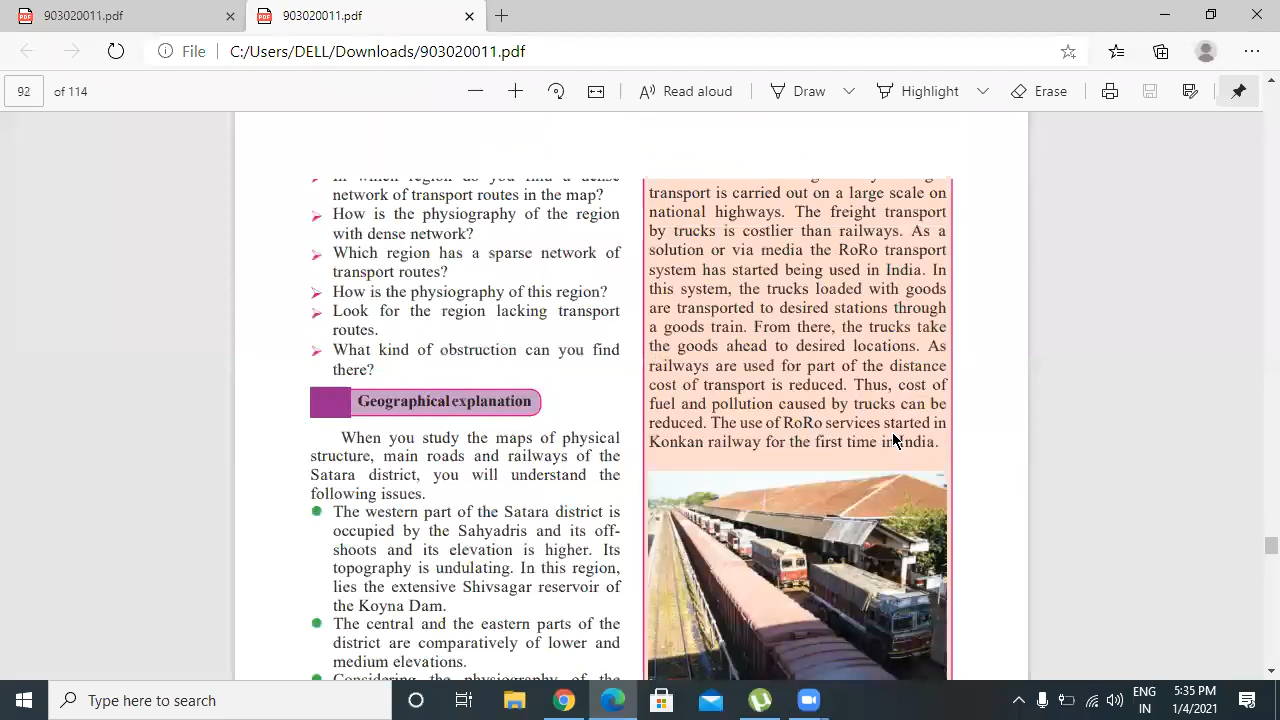 903020011.pdf
903020011.pdf
File
C:/Users/DELL/Downloads/903020011.pdf
92 of 114
Read aloud
Draw
Highlight
Erase
In which region do you find a dense
network of transport routes in the map?
How is the physiography of the region
with dense network?
Which region has a sparse network of
transport routes?
How is the physiography of this region?
Look for the region lacking transport
routes.
What kind of obstruction can you find
there?
Geographical explanation
When you study the maps of physical
structure, main roads and railways of the
Satara district, you will understand the
following issues.
The western part of the Satara district is
occupied by the Sahyadris and its off-
shoots and its elevation is higher. Its
topography is undulating. In this region,
lies the extensive Shivsagar reservoir of
the Koyna Dam.
The central and the eastern parts of the
district are comparatively of lower and
medium elevations.
Considering the physiography of the
transport is carried out on a large scale on
national highways. The freight transport
by trucks is costlier than railways. As a
solution or via media the RoRo transport
system has started being used in India. In
this system, the trucks loaded with goods
are transported to desired stations through
a goods train. From there, the trucks take
the goods ahead to desired locations. As
railways are used for part of the distance
cost of transport is reduced. Thus, cost of
fuel and pollution caused by trucks can be
reduced. The use of RoRo services started in
Konkan railway for the first time in India.
Type here to search
ENG
IN
5:35 PM
1/4/2021